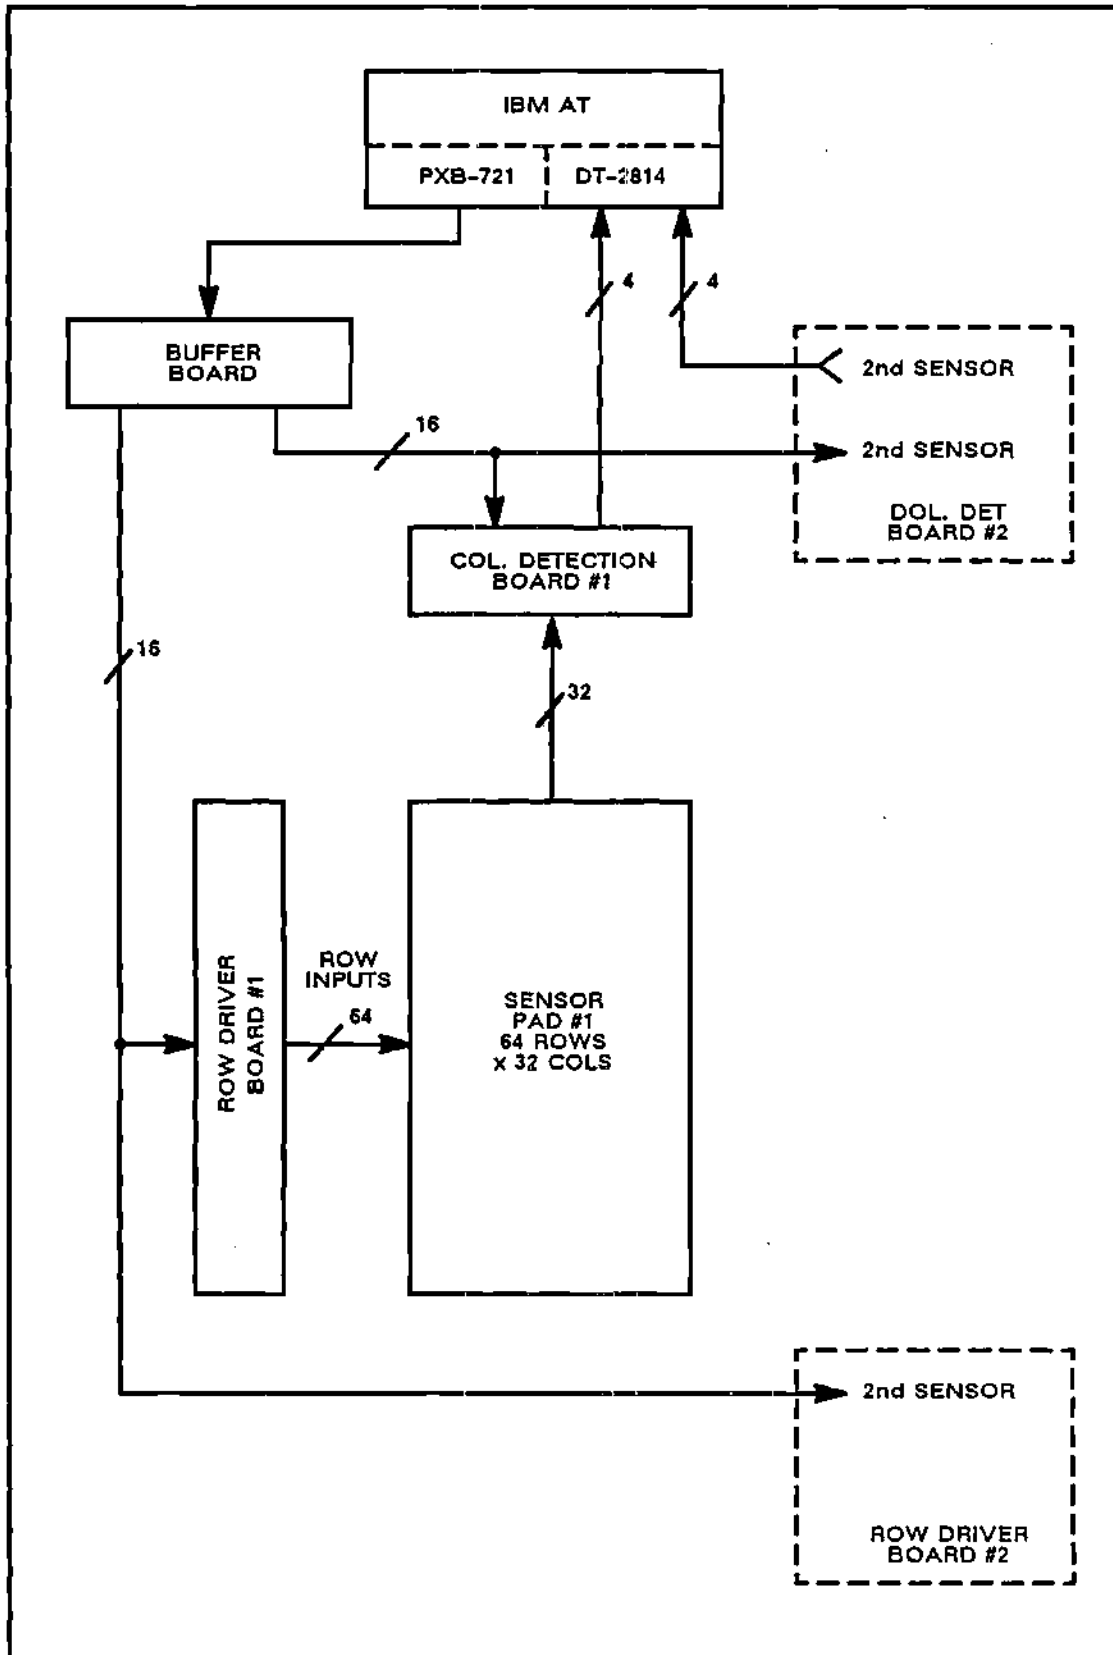 IBM AT
PXB-721
DT-2814
4
4
BUFFER
BOARD
2nd SENSOR
16
2nd SENSOR
DOL. DET
BOARD #2
COL. DETECTION
BOARD #1
16
32
ROW DRIVER
BOARD #1
ROW
INPUTS
64
SENSOR
PAD #1
64 ROWS
x 32 COLS
2nd SENSOR
ROW DRIVER
BOARD #2